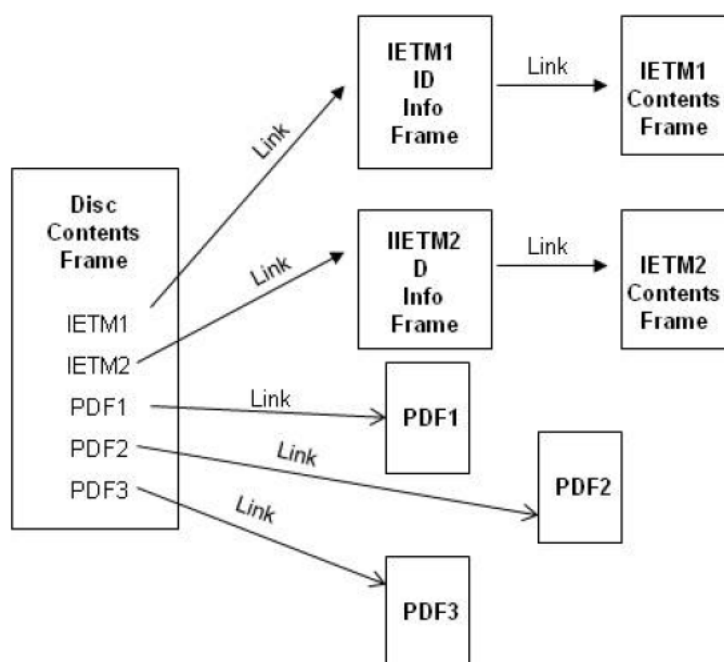 Disc
Contents
Frame
IETM1
IETM2
PDF1
PDF2
PDF3
Link
IETM1
ID
Info
Frame
Link
IETM1
Contents
Frame
Link
IIETM2
D
Info
Frame
Link
IETM2
Contents
Frame
Link
PDF1
Link
PDF2
Link
PDF3